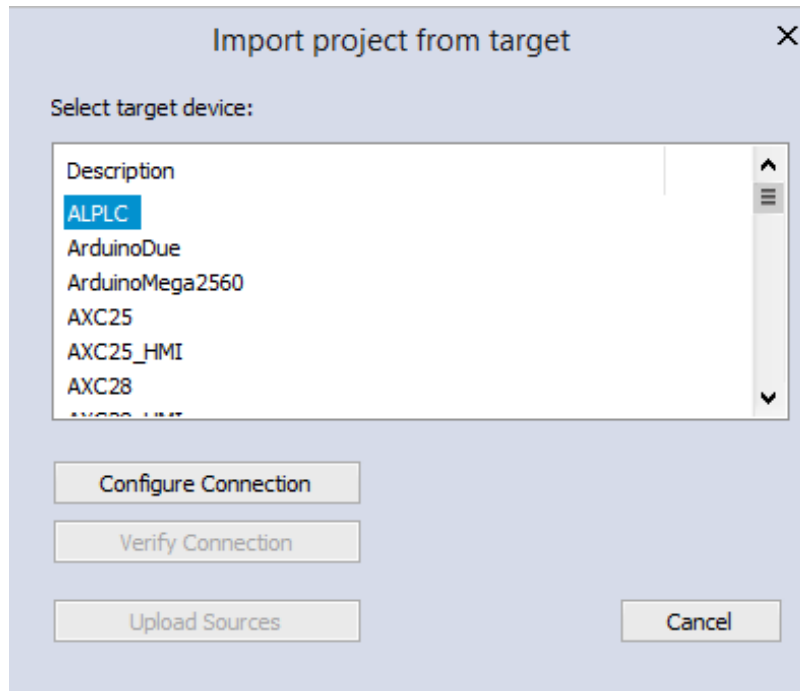 Import project from target
Select target device:
Description
ALPLC
ArduinoDue
ArduinoMega2560
AXC25
AXC25_HMI
AXC28
Configure Connection
Verify Connection
Upload Sources
Cancel